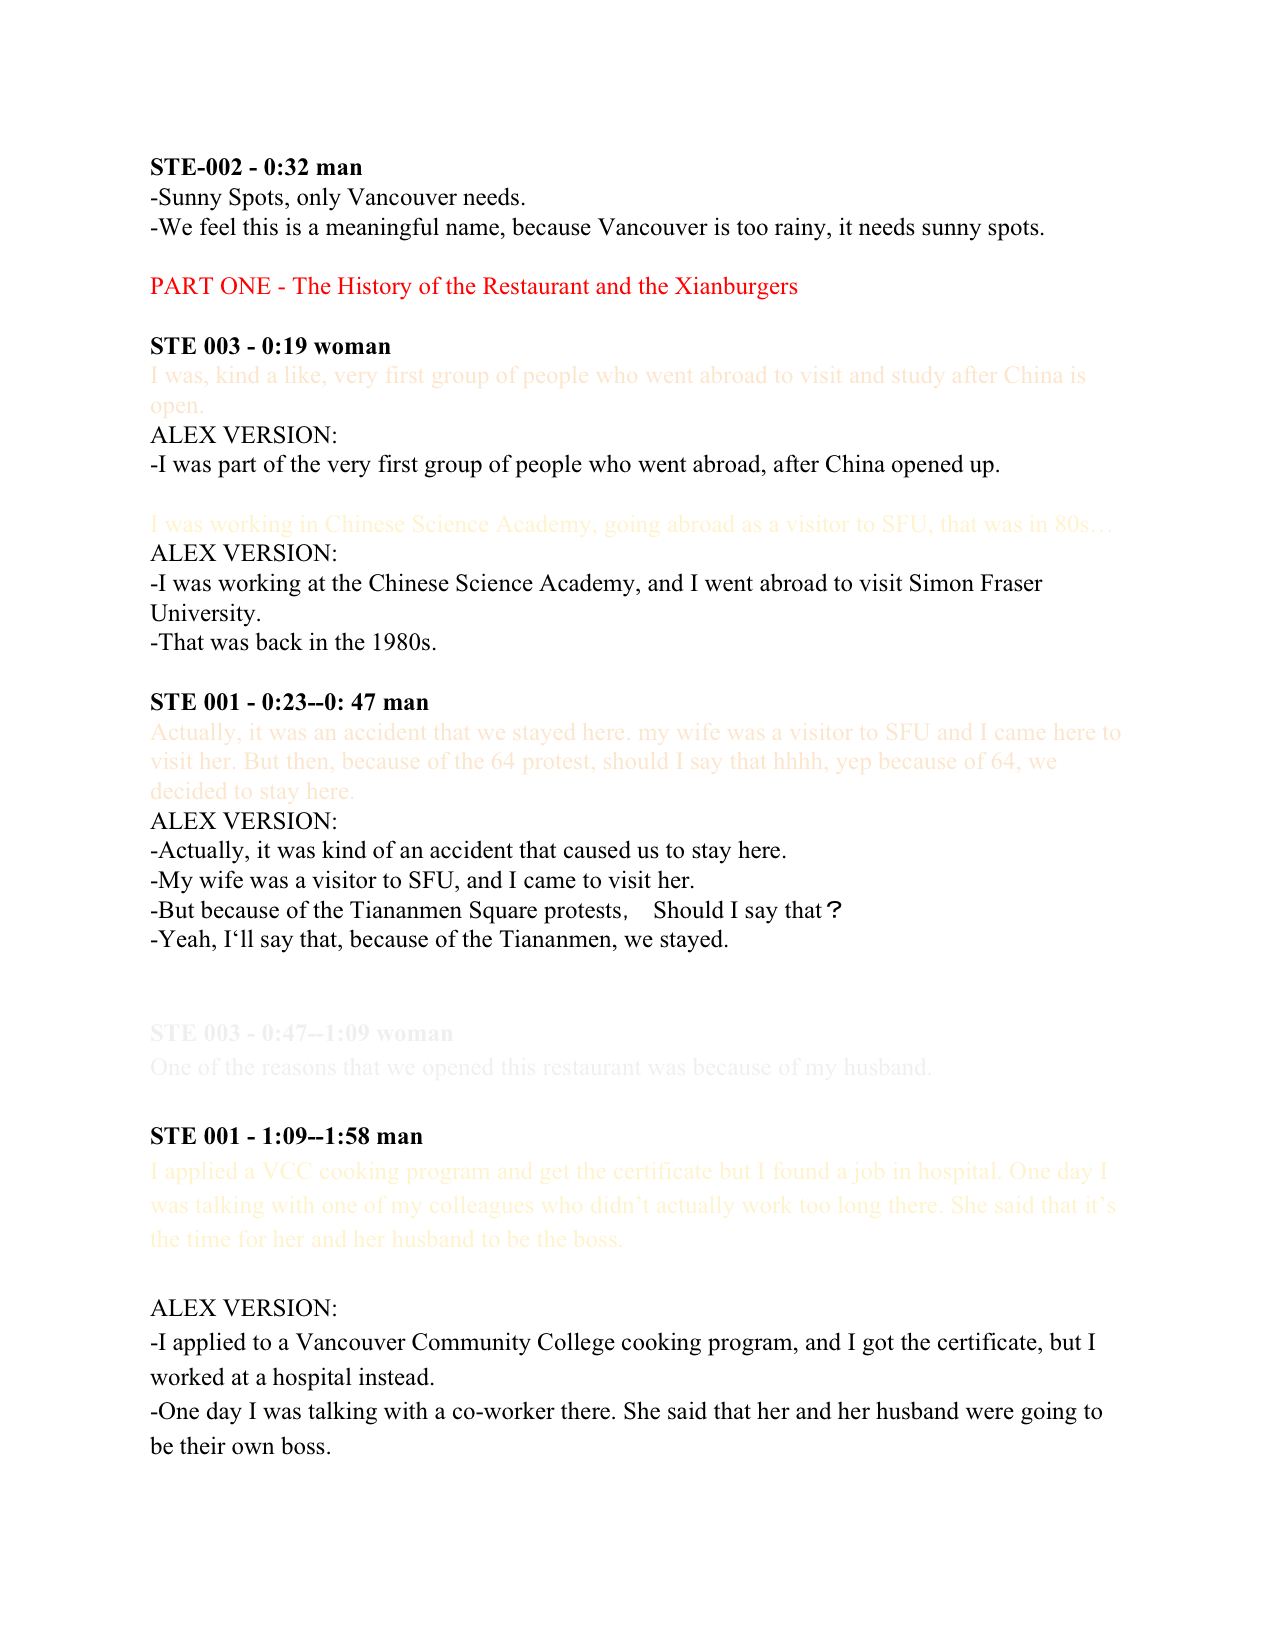 STE-002 - 0:32 man
-Sunny Spots, only Vancouver needs.
-We feel this is a meaningful name, because Vancouver is too rainy, it needs sunny spots.
PART ONE - The History of the Restaurant and the Xianburgers
STE 003 - 0:19 woman
I was, kind a like, very first group of people who went abroad to visit and study after China is
open.
ALEX VERSION:
-I was part of the very first group of people who went abroad, after China opened up.
I was working in Chinese Science Academy, going abroad as a visitor to SFU, that was in 80s…
ALEX VERSION:
-I was working at the Chinese Science Academy, and I went abroad to visit Simon Fraser
University.
-That was back in the 1980s.
STE 001 - 0:23--0: 47 man
Actually, it was an accident that we stayed here. my wife was a visitor to SFU and I came here to
visit her. But then, because of the 64 protest, should I say that hhhh, yep because of 64, we
decided to stay here.
ALEX VERSION:
-Actually, it was kind of an accident that caused us to stay here.
-My wife was a visitor to SFU, and I came to visit her.
-But because of the Tiananmen Square protests， Should I say that？
-Yeah, I‘ll say that, because of the Tiananmen, we stayed.
STE 003 - 0:47--1:09 woman
One of the reasons that we opened this restaurant was because of my husband.
STE 001 - 1:09--1:58 man
I applied a VCC cooking program and get the certificate but I found a job in hospital. One day I
was talking with one of my colleagues who didn’t actually work too long there. She said that it’s
the time for her and her husband to be the boss.
ALEX VERSION:
-I applied to a Vancouver Community College cooking program, and I got the certificate, but I
worked at a hospital instead.
-One day I was talking with a co-worker there. She said that her and her husband were going to
be their own boss.